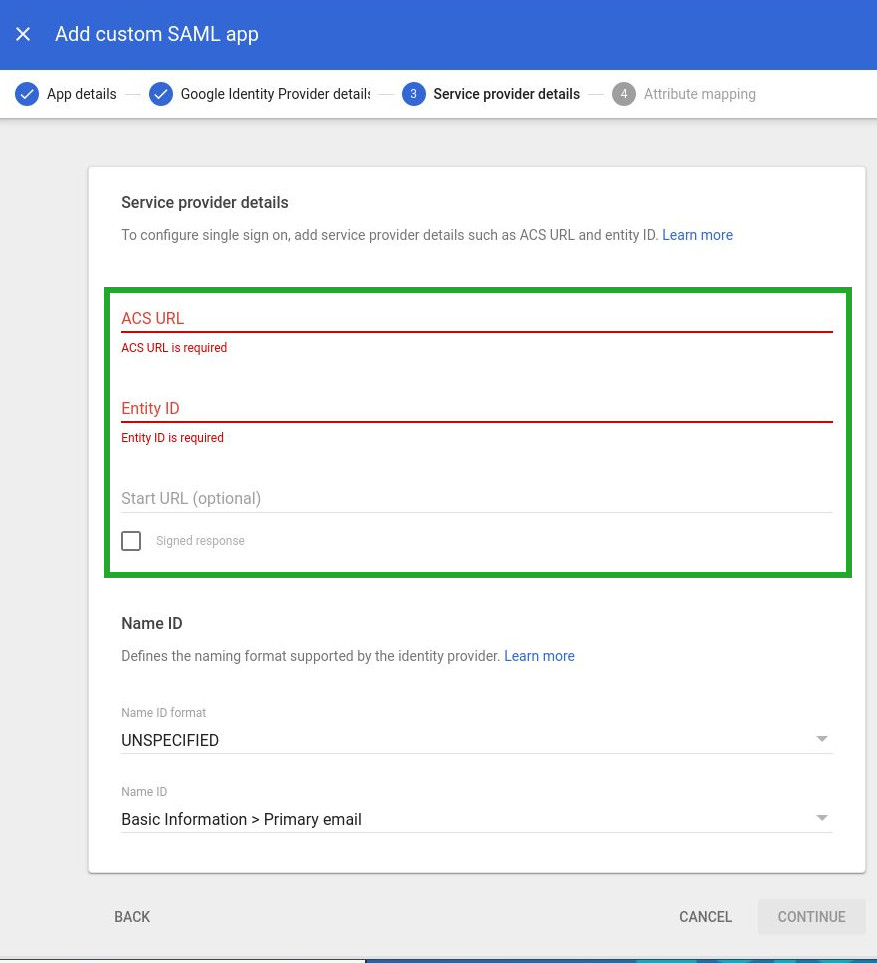 Add custom SAML app
App details
Google Identity Provider details
3 Service provider details
4 Attribute mapping
Service provider details
To configure single sign on, add service provider details such as ACS URL and entity ID. Learn more
ACS URL
ACS URL is required
Entity ID
Entity ID is required
Start URL (optional)
Signed response
Name ID
Defines the naming format supported by the identity provider. Learn more
Name ID format
UNSPECIFIED
Name ID
Basic Information > Primary email
BACK
CANCEL
CONTINUE